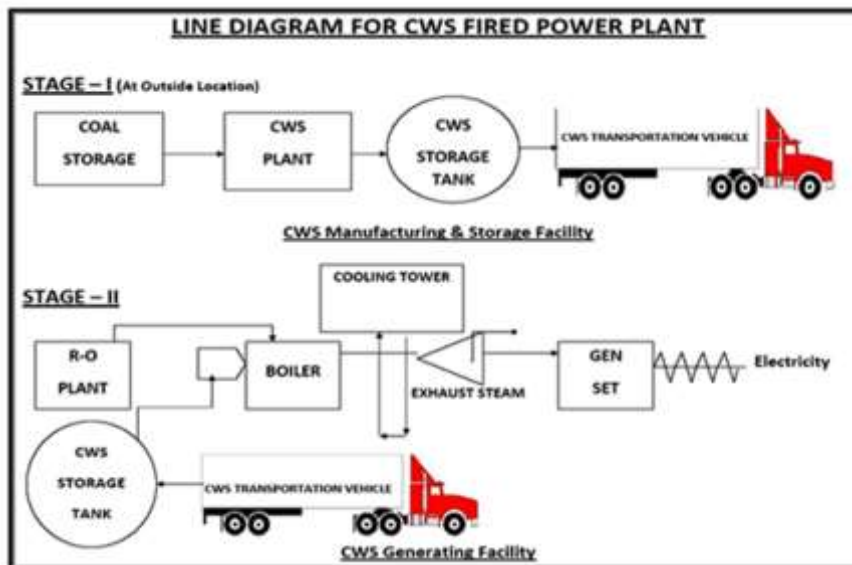 LINE DIAGRAM FOR CWS FIRED POWER PLANT
STAGE – I (At Outside Location)
COAL
STORAGE
CWS
PLANT
CWS
STORAGE
TANK
CWS TRANSPORTATION VEHICLE
CWS Manufacturing & Storage Facility
STAGE – II
COOLING TOWER
R-O
PLANT
BOILER
EXHAUST STEAM
GEN
SET
Electricity
CWS
STORAGE
TANK
CWS TRANSPORTATION VEHICLE
CWS Generating Facility